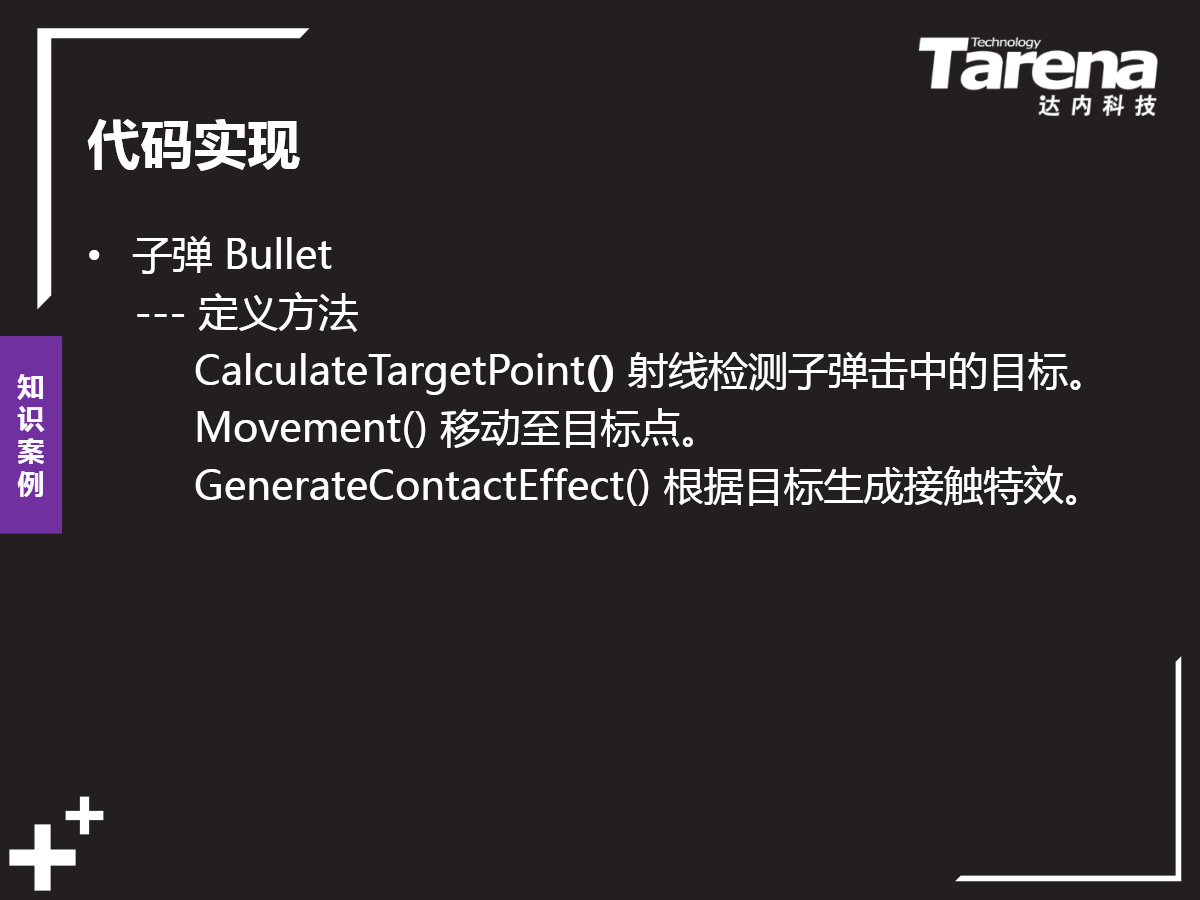 Technology
Tarena
达内科技
代码实现
• 子弹 Bullet
--- 定义方法
CalculateTargetPoint() 射线检测子弹击中的目标。
Movement() 移动至目标点。
GenerateContactEffect() 根据目标生成接触特效。
知识案例